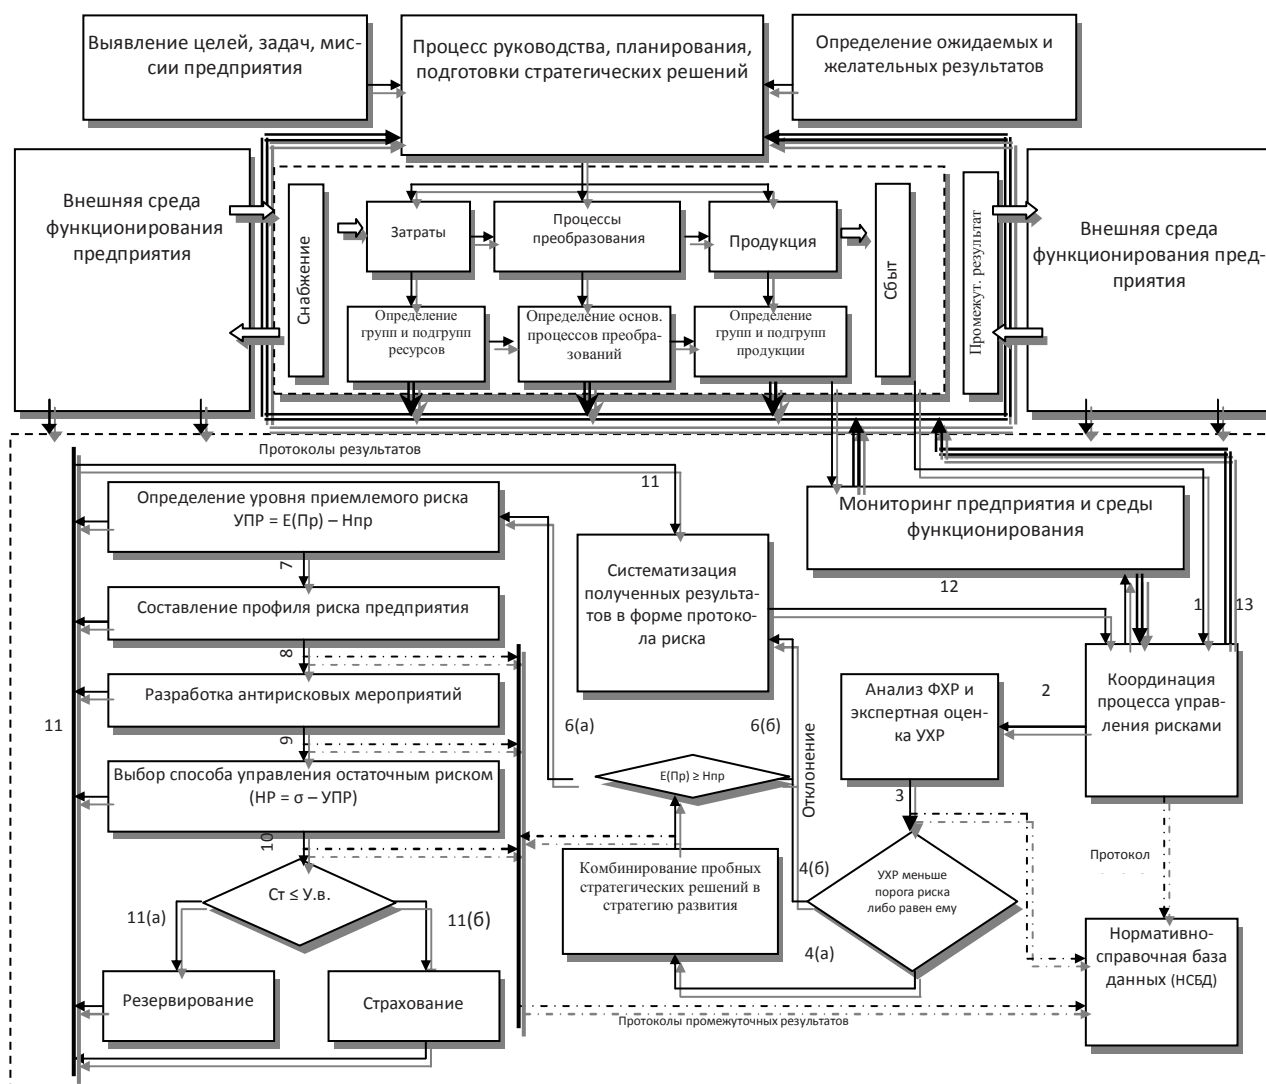 Выявление целей, задач, мис-
сии предприятия
Процесс руководства, планирования,
подготовки стратегических решений
Определение ожидаемых и
желательных результатов
Внешняя среда
функционирования
предприятия
Снабжение
Затраты
Процессы
преобразования
Продукция
Сбыт
Промежут. результат
Внешняя среда
функционирования пред-
приятия
Определение
групп и подгрупп
ресурсов
Определение основ.
процессов преобра-
зований
Определение
групп и подгрупп
продукции
Протоколы результатов
11
Определение уровня приемлемого риска
УПР = Е(Пр) – Нпр
7
Составление профиля риска предприятия
8
Разработка антирисковых мероприятий
9
Выбор способа управления остаточным риском
(НР = σ – УПР)
10
Ст ≤ У.в.
11(а)
11(б)
Резервирование
Страхование
11
Систематизация
полученных результа-
тов в форме протоко-
ла риска
6(а)
6(б)
Е(Пр) ≥ Нпр
Отклонение
Комбинирование пробных
стратегических решений в
стратегию развития
4(б)
4(а)
Мониторинг предприятия и среды
функционирования
12
1
13
Координация
процесса управ-
ления рисками
2
Анализ ФХР и
экспертная оцен-
ка УХР
3
УХР меньше
порога риска
либо равен ему
Протокол
Нормативно-
справочная база
данных (НСБД)
Протоколы промежуточных результатов